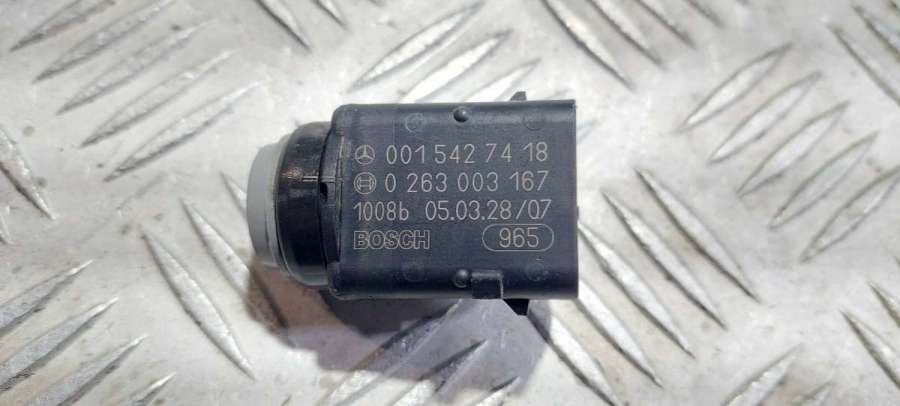 001 542 74 18
0 263 003 167
1008b 05.03.28/07
BOSCH 965